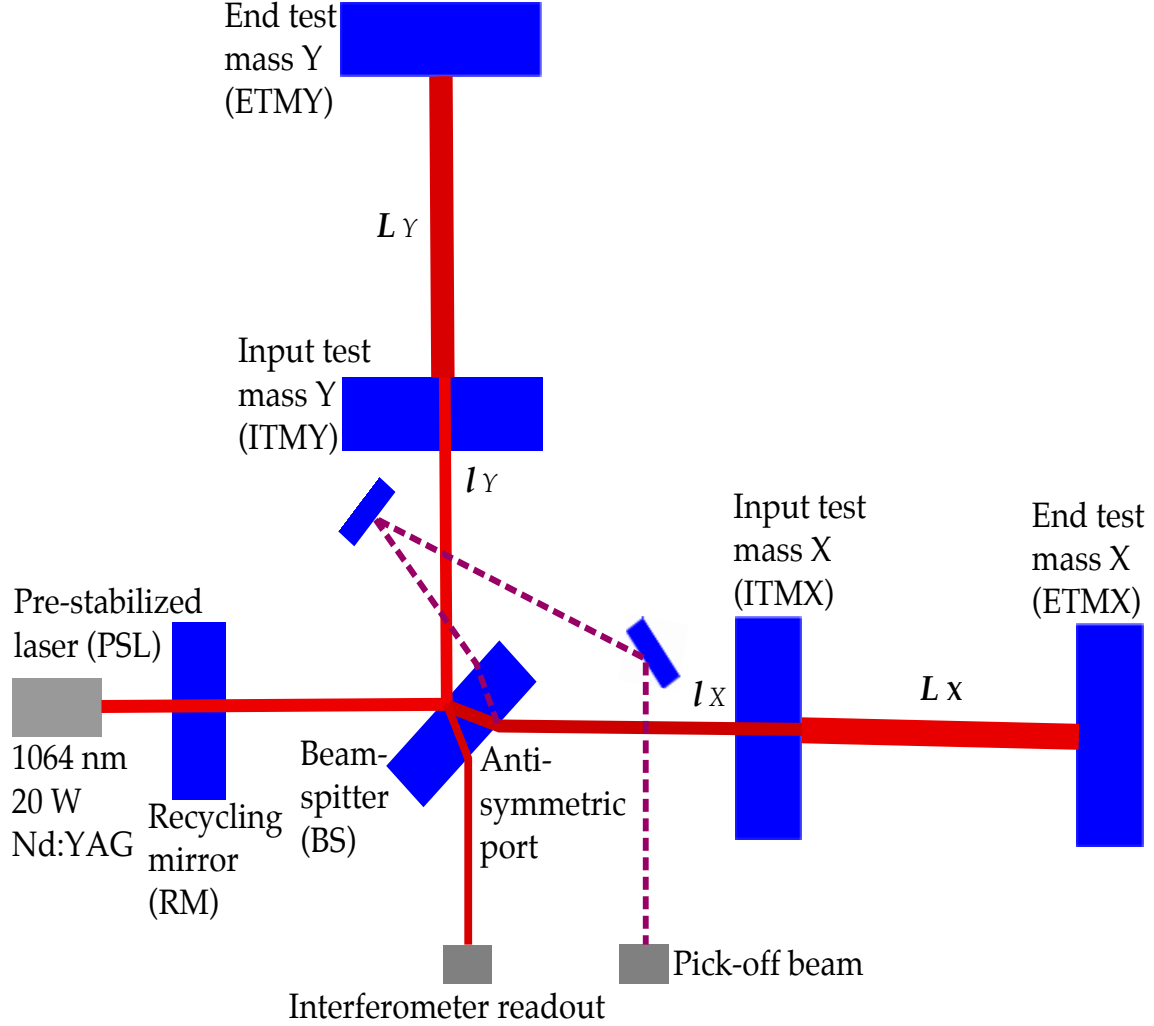 End test
mass Y
(ETMY)
L Y
Input test
mass Y
(ITMY)
l Y
Input test
mass X
(ITMX)
End test
mass X
(ETMX)
Pre-stabilized
laser (PSL)
l X
L X
1064 nm
20 W
Nd:YAG
Recycling
mirror
(RM)
Beam-
spitter
(BS)
Anti-
symmetric
port
Pick-off beam
Interferometer readout